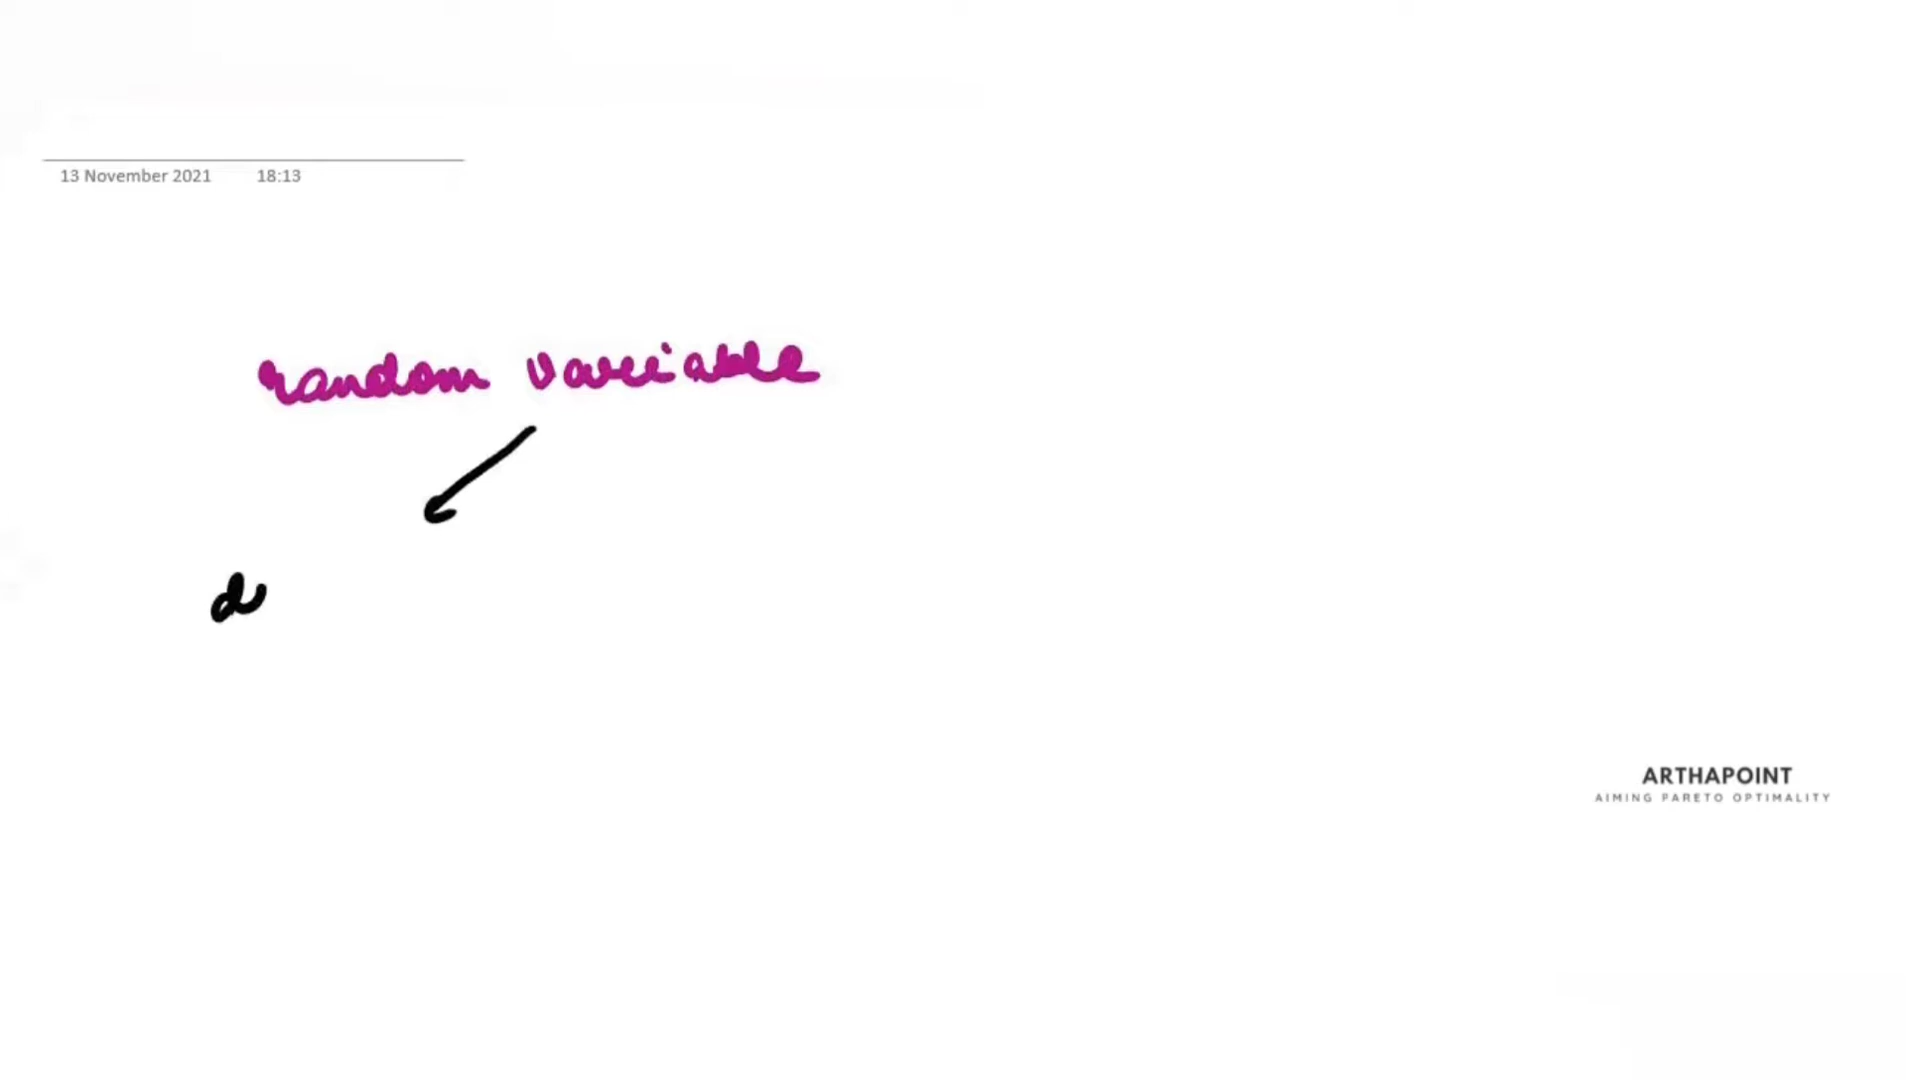 13 November 2021 18:13
random variable
d
ARTHAPOINT
AIMING PARETO OPTIMALITY